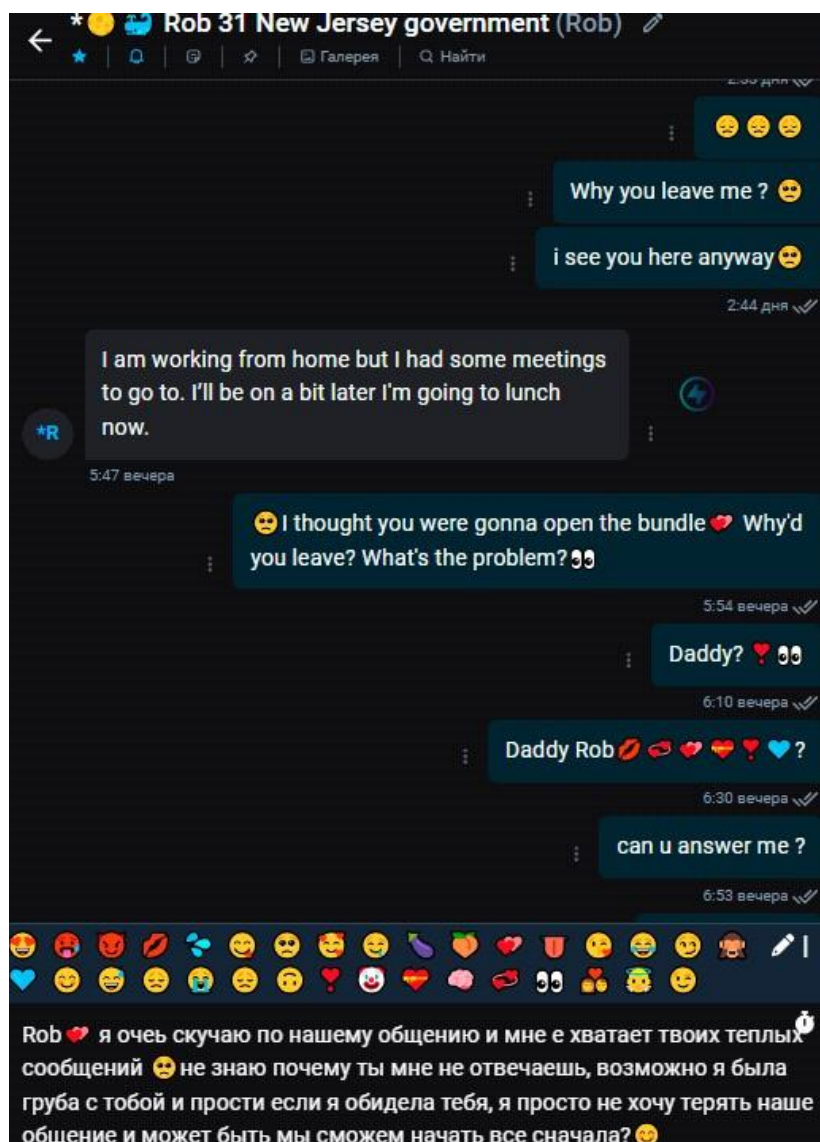 * Rob 31 New Jersey government (Rob)
Галерея
Найти
2:33 дня
Why you leave me ?
i see you here anyway
2:44 дня
I am working from home but I had some meetings
to go to. I'll be on a bit later I'm going to lunch
now.
*R
5:47 вечера
I thought you were gonna open the bundle Why'd
you leave? What's the problem?
5:54 вечера
Daddy?
6:10 вечера
Daddy Rob ?
6:30 вечера
can u answer me ?
6:53 вечера
Rob я очеь скучаю по нашему общению и мне е хватает твоих теплых
сообщений не знаю почему ты мне не отвечаешь, возможно я была
груба с тобой и прости если я обидела тебя, я просто не хочу терять наше
общение и может быть мы сможем начать все сначала?